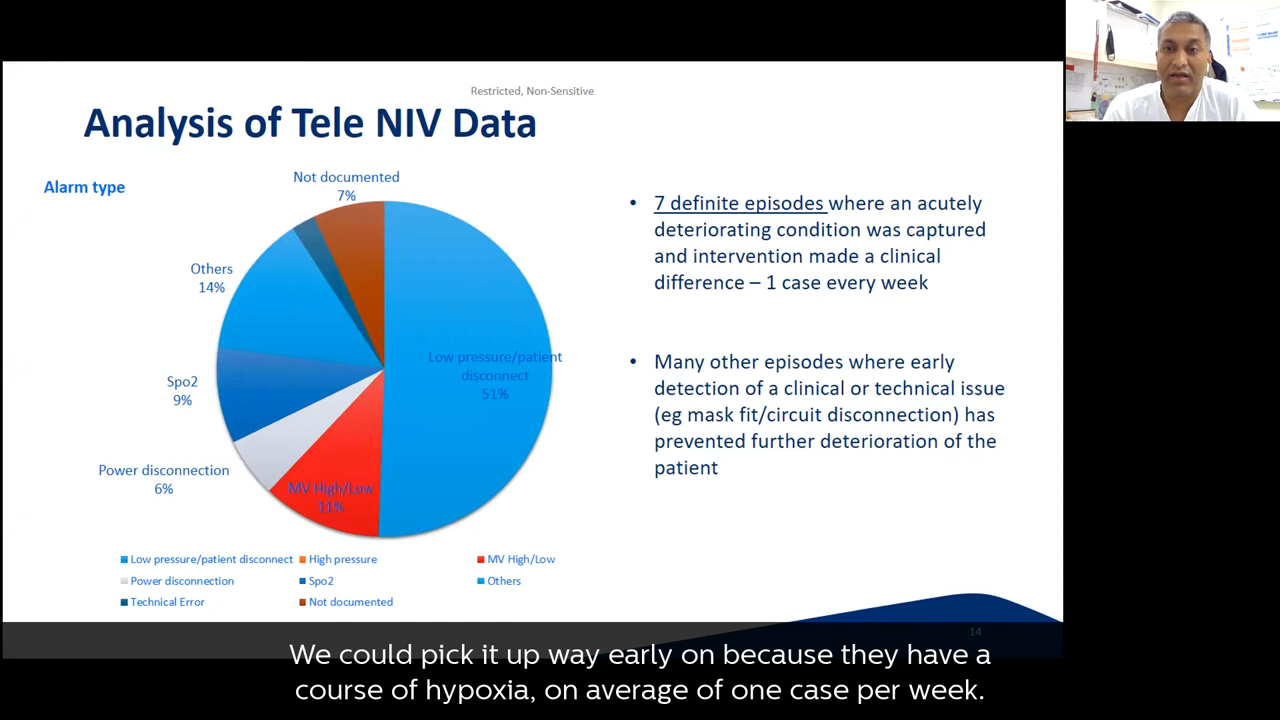 Restricted, Non-Sensitive
Analysis of Tele NIV Data
Alarm type
Not documented
7%
Others
14%
Low pressure/patient
disconnect
51%
Spo2
9%
Power disconnection
6%
MV High/Low
11%
Low pressure/patient disconnect
High pressure
MV High/Low
Power disconnection
Spo2
Others
Technical Error
Not documented
• 7 definite episodes where an acutely
deteriorating condition was captured
and intervention made a clinical
difference – 1 case every week
• Many other episodes where early
detection of a clinical or technical issue
(eg mask fit/circuit disconnection) has
prevented further deterioration of the
patient
14
We could pick it up way early on because they have a
course of hypoxia, on average of one case per week.